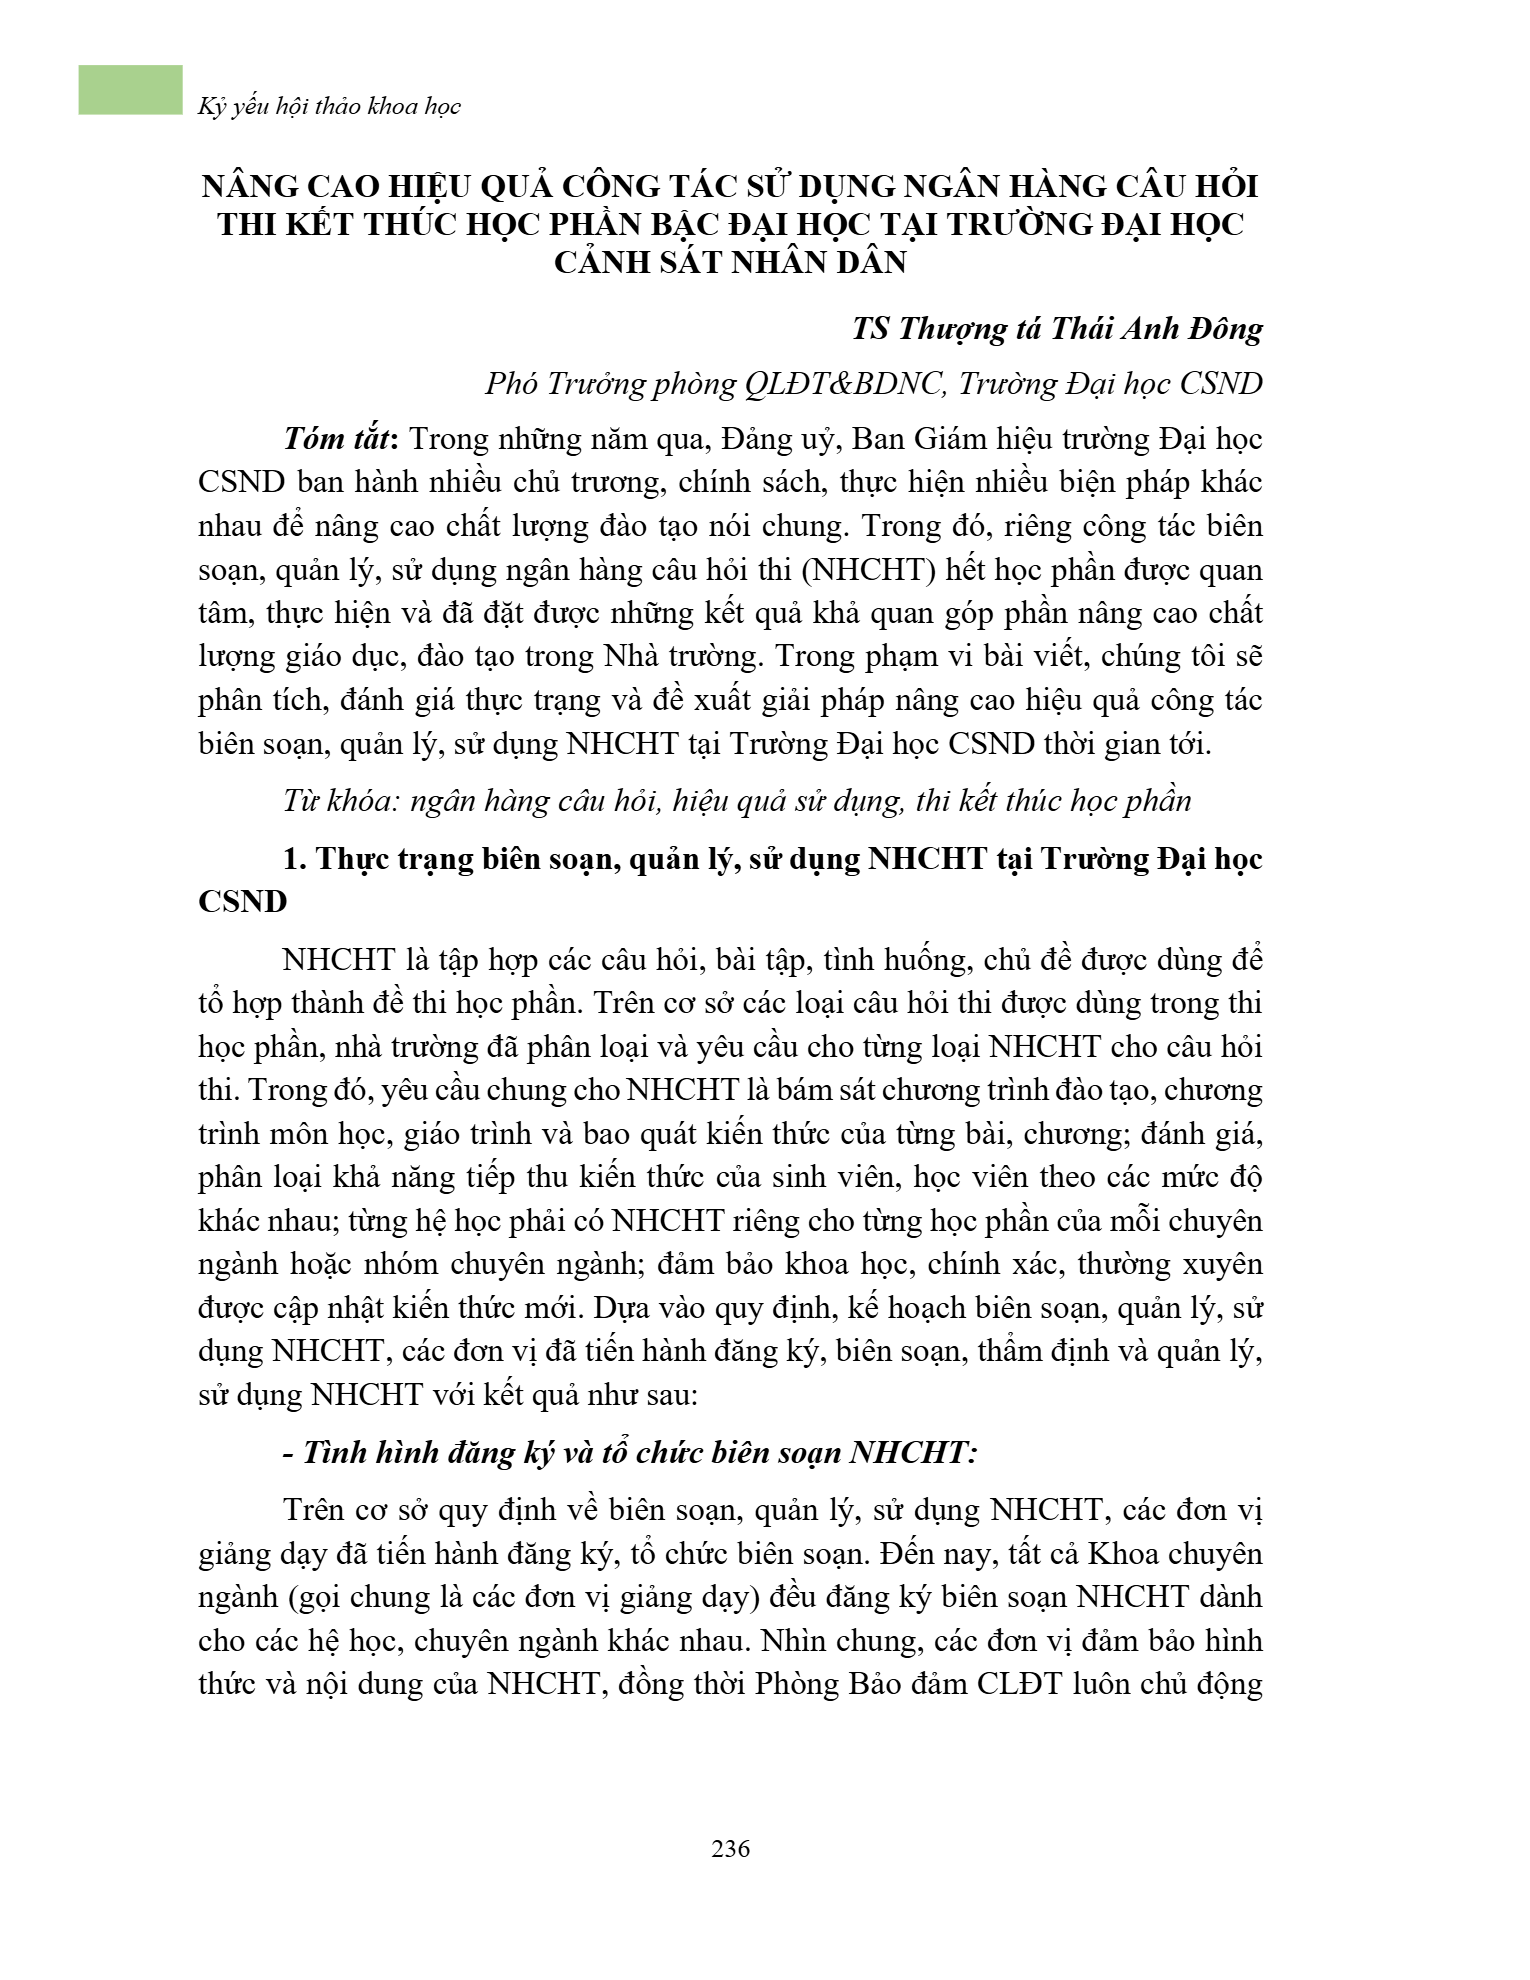 Kỷ yếu hội thảo khoa học
NÂNG CAO HIỆU QUẢ CÔNG TÁC SỬ DỤNG NGÂN HÀNG CÂU HỎI
THI KẾT THÚC HỌC PHẦN BẬC ĐẠI HỌC TẠI TRƯỜNG ĐẠI HỌC
CẢNH SÁT NHÂN DÂN
TS Thượng tá Thái Anh Đông
Phó Trưởng phòng QLĐT&BDNC, Trường Đại học CSND
Tóm tắt: Trong những năm qua, Đảng uỷ, Ban Giám hiệu trường Đại học
CSND ban hành nhiều chủ trương, chính sách, thực hiện nhiều biện pháp khác
nhau để nâng cao chất lượng đào tạo nói chung. Trong đó, riêng công tác biên
soạn, quản lý, sử dụng ngân hàng câu hỏi thi (NHCHT) hết học phần được quan
tâm, thực hiện và đã đặt được những kết quả khả quan góp phần nâng cao chất
lượng giáo dục, đào tạo trong Nhà trường. Trong phạm vi bài viết, chúng tôi sẽ
phân tích, đánh giá thực trạng và đề xuất giải pháp nâng cao hiệu quả công tác
biên soạn, quản lý, sử dụng NHCHT tại Trường Đại học CSND thời gian tới.
Từ khóa: ngân hàng câu hỏi, hiệu quả sử dụng, thi kết thúc học phần
1. Thực trạng biên soạn, quản lý, sử dụng NHCHT tại Trường Đại học
CSND
NHCHT là tập hợp các câu hỏi, bài tập, tình huống, chủ đề được dùng để
tổ hợp thành đề thi học phần. Trên cơ sở các loại câu hỏi thi được dùng trong thi
học phần, nhà trường đã phân loại và yêu cầu cho từng loại NHCHT cho câu hỏi
thi. Trong đó, yêu cầu chung cho NHCHT là bám sát chương trình đào tạo, chương
trình môn học, giáo trình và bao quát kiến thức của từng bài, chương; đánh giá,
phân loại khả năng tiếp thu kiến thức của sinh viên, học viên theo các mức độ
khác nhau; từng hệ học phải có NHCHT riêng cho từng học phần của mỗi chuyên
ngành hoặc nhóm chuyên ngành; đảm bảo khoa học, chính xác, thường xuyên
được cập nhật kiến thức mới. Dựa vào quy định, kế hoạch biên soạn, quản lý, sử
dụng NHCHT, các đơn vị đã tiến hành đăng ký, biên soạn, thẩm định và quản lý,
sử dụng NHCHT với kết quả như sau:
- Tình hình đăng ký và tổ chức biên soạn NHCHT:
Trên cơ sở quy định về biên soạn, quản lý, sử dụng NHCHT, các đơn vị
giảng dạy đã tiến hành đăng ký, tổ chức biên soạn. Đến nay, tất cả Khoa chuyên
ngành (gọi chung là các đơn vị giảng dạy) đều đăng ký biên soạn NHCHT dành
cho các hệ học, chuyên ngành khác nhau. Nhìn chung, các đơn vị đảm bảo hình
thức và nội dung của NHCHT, đồng thời Phòng Bảo đảm CLĐT luôn chủ động
236